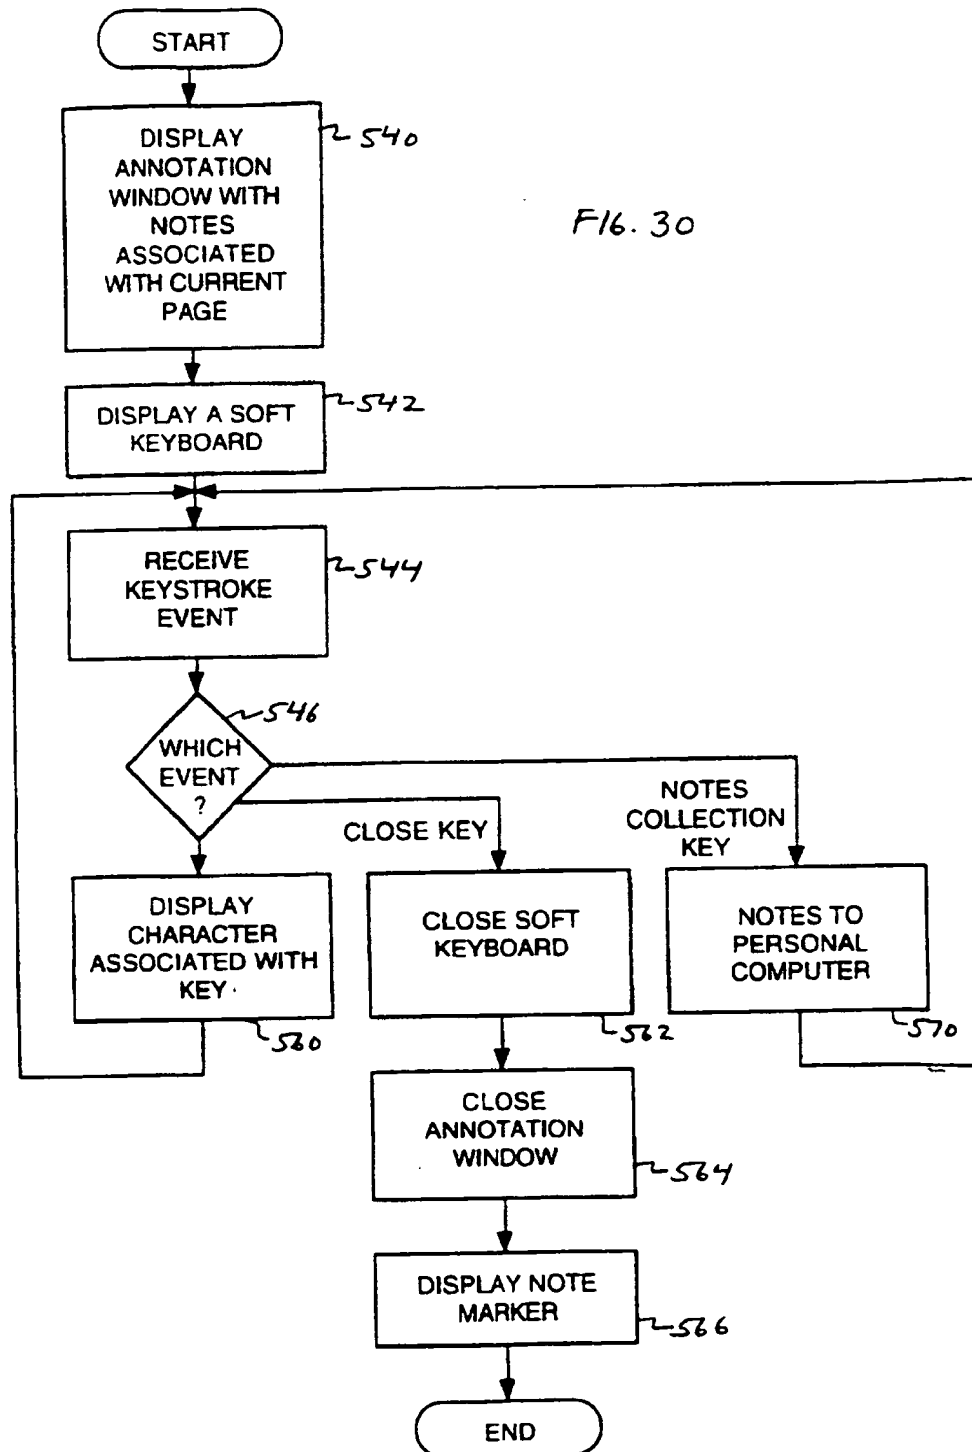 START
DISPLAY
ANNOTATION
WINDOW WITH
NOTES
ASSOCIATED
WITH CURRENT
PAGE
540
FIG. 30
DISPLAY A SOFT
KEYBOARD
542
RECEIVE
KEYSTROKE
EVENT
544
WHICH
EVENT
?
546
CLOSE KEY
NOTES
COLLECTION
KEY
DISPLAY
CHARACTER
ASSOCIATED WITH
KEY
560
CLOSE SOFT
KEYBOARD
562
NOTES TO
PERSONAL
COMPUTER
570
CLOSE
ANNOTATION
WINDOW
564
DISPLAY NOTE
MARKER
566
END